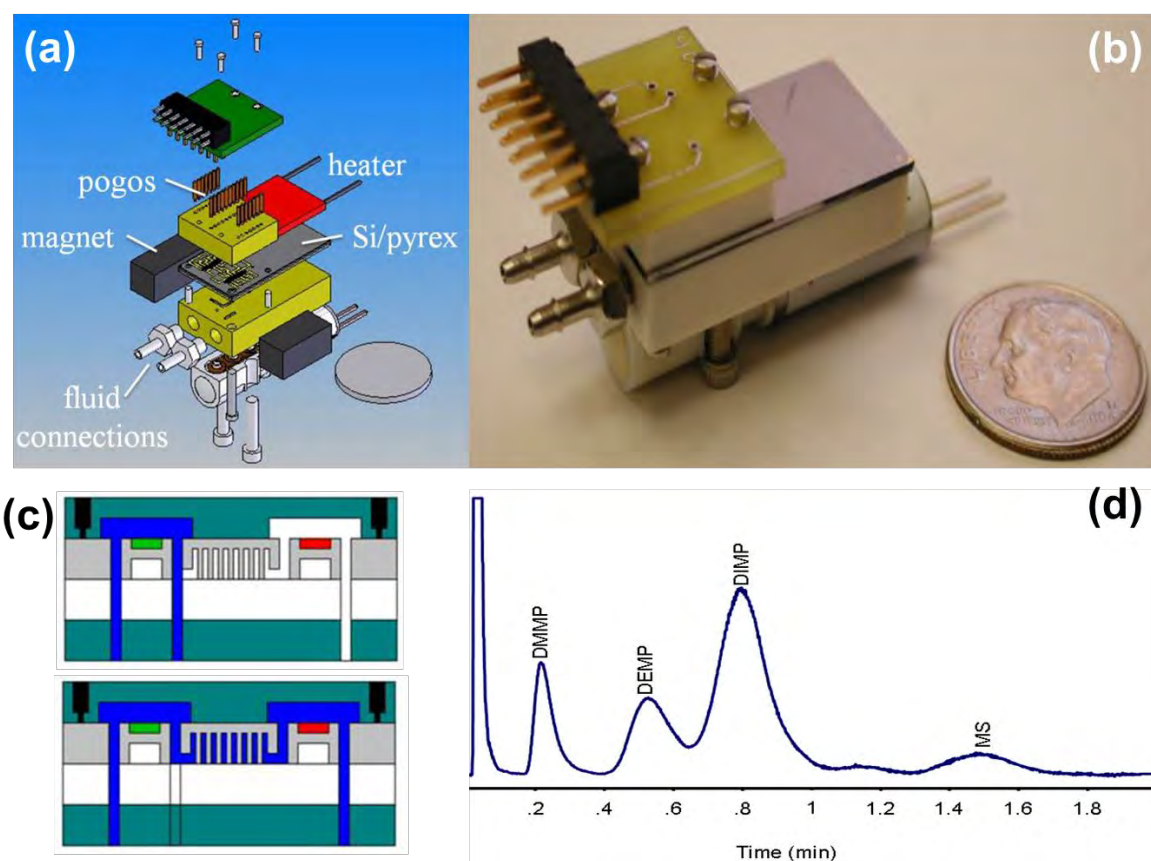 (a)
pogos
heater
magnet
Si/pyrex
fluid
connections
(b)
LIBERTY
(c)
(d)
DMMP
DEMP
DIMP
MS
.2 .4 .6 .8 1 1.2 1.4 1.6 1.8
Time (min)